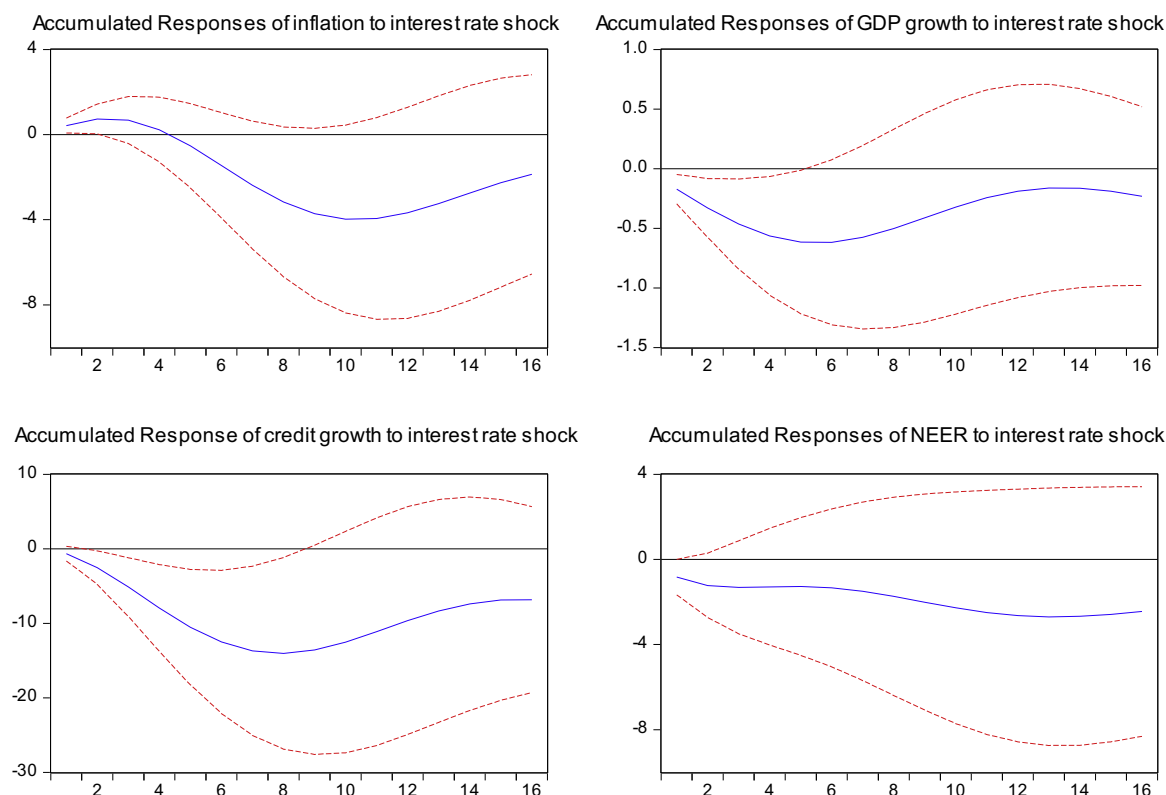 Accumulated Responses of inflation to interest rate shock
4
0
-4
-8
2 4 6 8 10 12 14 16
Accumulated Responses of GDP growth to interest rate shock
1.0
0.5
0.0
-0.5
-1.0
-1.5
2 4 6 8 10 12 14 16
Accumulated Response of credit growth to interest rate shock
10
0
-10
-20
-30
2 4 6 8 10 12 14 16
Accumulated Responses of NEER to interest rate shock
4
0
-4
-8
2 4 6 8 10 12 14 16